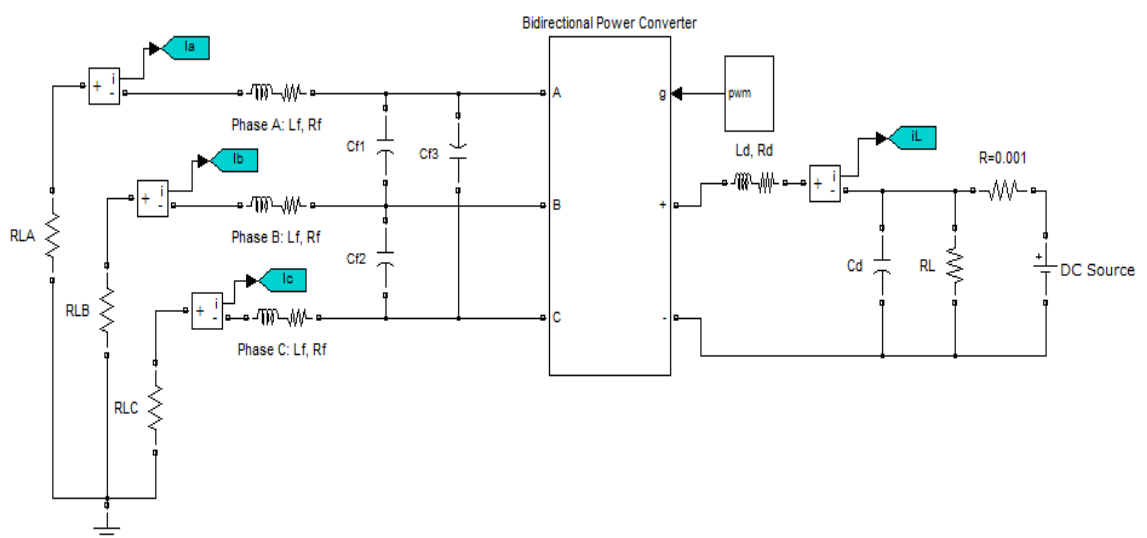 Bidirectional Power Converter
Ia
+
i
-
Phase A: Lf, Rf
A
g
pwm
Cf1
Cf3
Ib
+
i
-
Phase B: Lf, Rf
B
+
Ld, Rd
iL
+
i
-
R=0.001
RLA
Cf2
Cd
RL
+
DC Source
Ic
+
i
-
RLB
Phase C: Lf, Rf
C
-
RLC